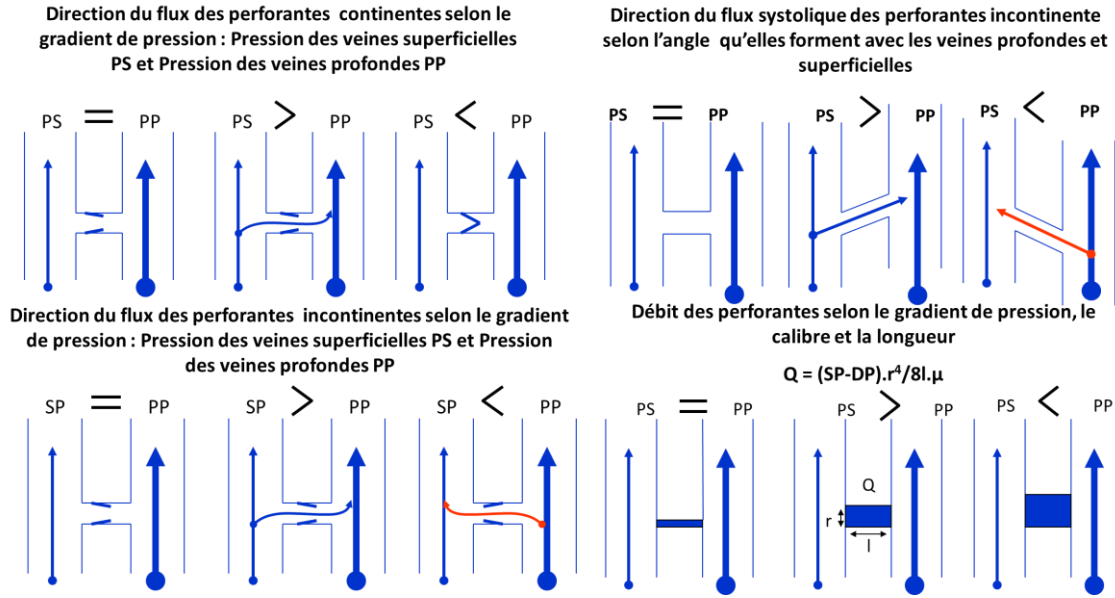 Direction du flux des perforantes continentes selon le
gradient de pression : Pression des veines superficielles
PS et Pression des veines profondes PP
PS = PP
PS > PP
PS < PP
Direction du flux systolique des perforantes incontinente
selon l’angle qu’elles forment avec les veines profondes et
superficielles
PS = PP
PS > PP
PS < PP
Direction du flux des perforantes incontinentes selon le gradient
de pression : Pression des veines superficielles PS et Pression
des veines profondes PP
SP = PP
SP > PP
SP < PP
Débit des perforantes selon le gradient de pression, le
calibre et la longueur
Q = (SP-DP).r⁴/8l.µ
PS = PP
PS > PP
PS < PP
Q
r
l